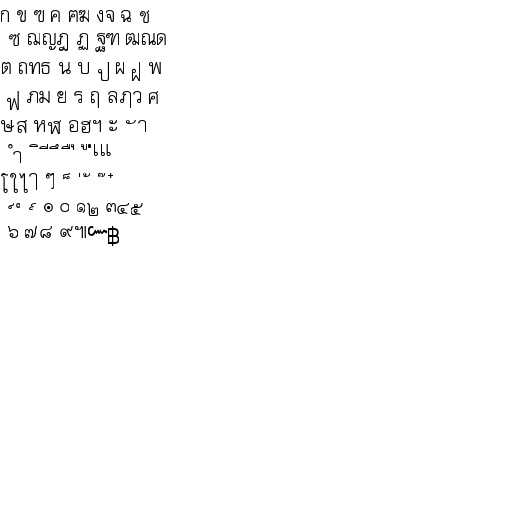 ก ข ฃ ค ฅฆ งจ ฉ ช
ซ ฌญฎ ฏ ฐฑ ฒณด
ต ถทธ น บ ป ผ ฝ พ
ฟ ภม ย ร ฤ ลฦว ศ
ษส หฬ อฮฯ ะ ั า
ำ ิ ี ึ ื ุ ู ฺ เแ
โใไๅ ๆ ็ ่ ้ ๊ ๋
์ ํ ๎ ๏ ๐ ๑๒ ๓๔๕
๖ ๗๘ ๙๚๛฿